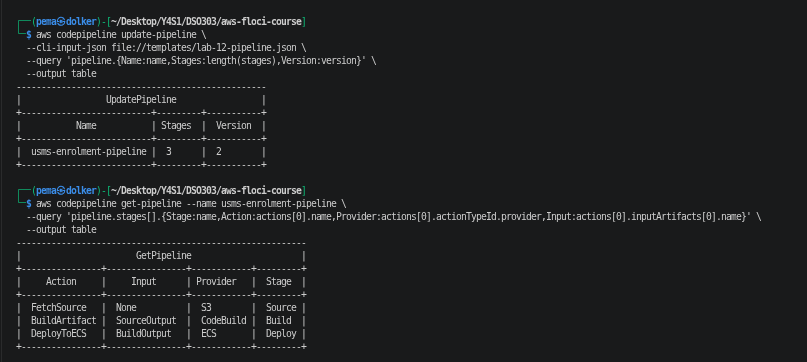 ┌──(pema㉿dolker)-[~/Desktop/Y4S1/DSO303/aws-floci-course]
└─$ aws codepipeline update-pipeline \
  --cli-input-json file://templates/lab-12-pipeline.json \
  --query 'pipeline.{Name:name,Stages:length(stages),Version:version}' \
  --output table
--------------------------------------------------
|                 UpdatePipeline                 |
+--------------------------+---------+-----------+
|           Name           | Stages  |  Version  |
+--------------------------+---------+-----------+
|  usms-enrolment-pipeline |  3      |  2        |
+--------------------------+---------+-----------+
┌──(pema㉿dolker)-[~/Desktop/Y4S1/DSO303/aws-floci-course]
└─$ aws codepipeline get-pipeline --name usms-enrolment-pipeline \
  --query 'pipeline.stages[].{Stage:name,Action:actions[0].name,Provider:actions[0].actionTypeId.provider,Input:actions[0].inputArtifacts[0].name}' \
  --output table
----------------------------------------------------------
|                       GetPipeline                      |
+----------------+----------------+------------+---------+
|     Action     |     Input      | Provider   |  Stage  |
+----------------+----------------+------------+---------+
|  FetchSource   |  None          |  S3        |  Source |
|  BuildArtifact |  SourceOutput  |  CodeBuild |  Build  |
|  DeployToECS   |  BuildOutput   |  ECS       |  Deploy |
+----------------+----------------+------------+---------+